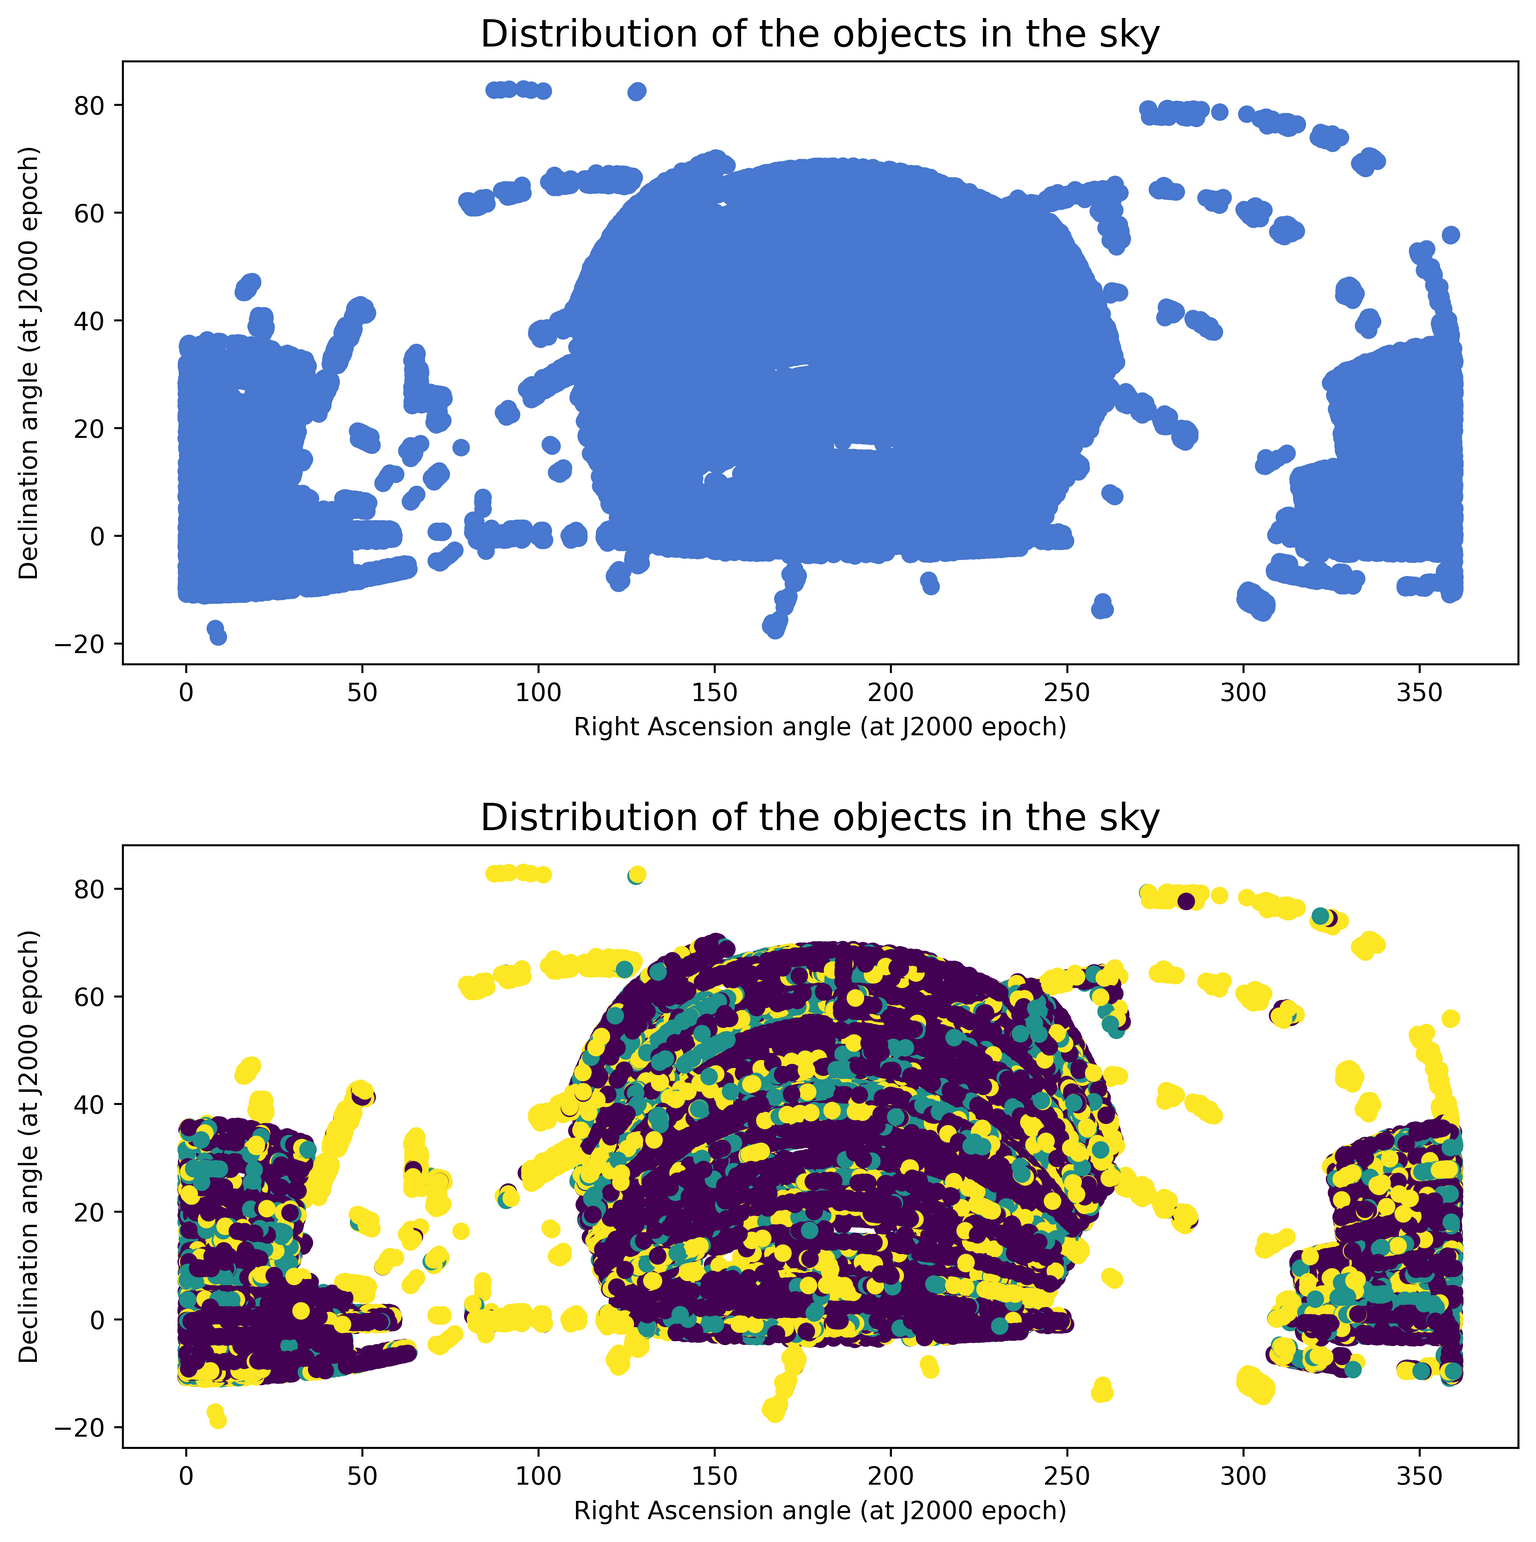 Distribution of the objects in the sky
80
60
40
20
0
−20
Declination angle (at J2000 epoch)
0 50 100 150 200 250 300 350
Right Ascension angle (at J2000 epoch)
Distribution of the objects in the sky
80
60
40
20
0
−20
Declination angle (at J2000 epoch)
0 50 100 150 200 250 300 350
Right Ascension angle (at J2000 epoch)